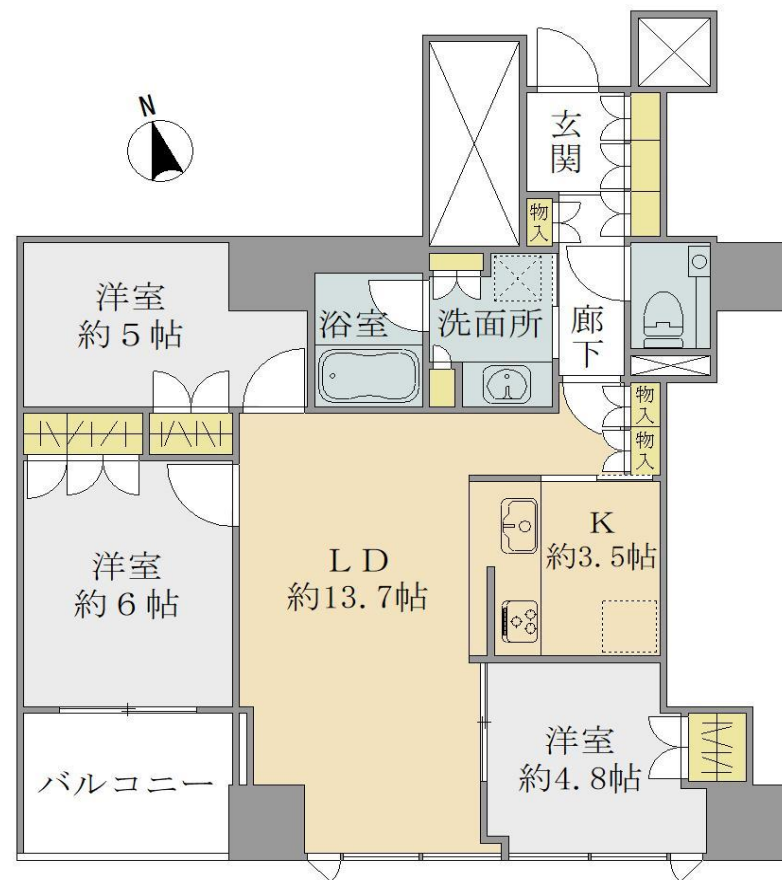 N
玄
関
物
入
洋室
約5帖
浴室
洗面所
廊
下
物
入
物
入
洋室
約6帖
LD
約13.7帖
K
約3.5帖
洋室
約4.8帖
バルコニー